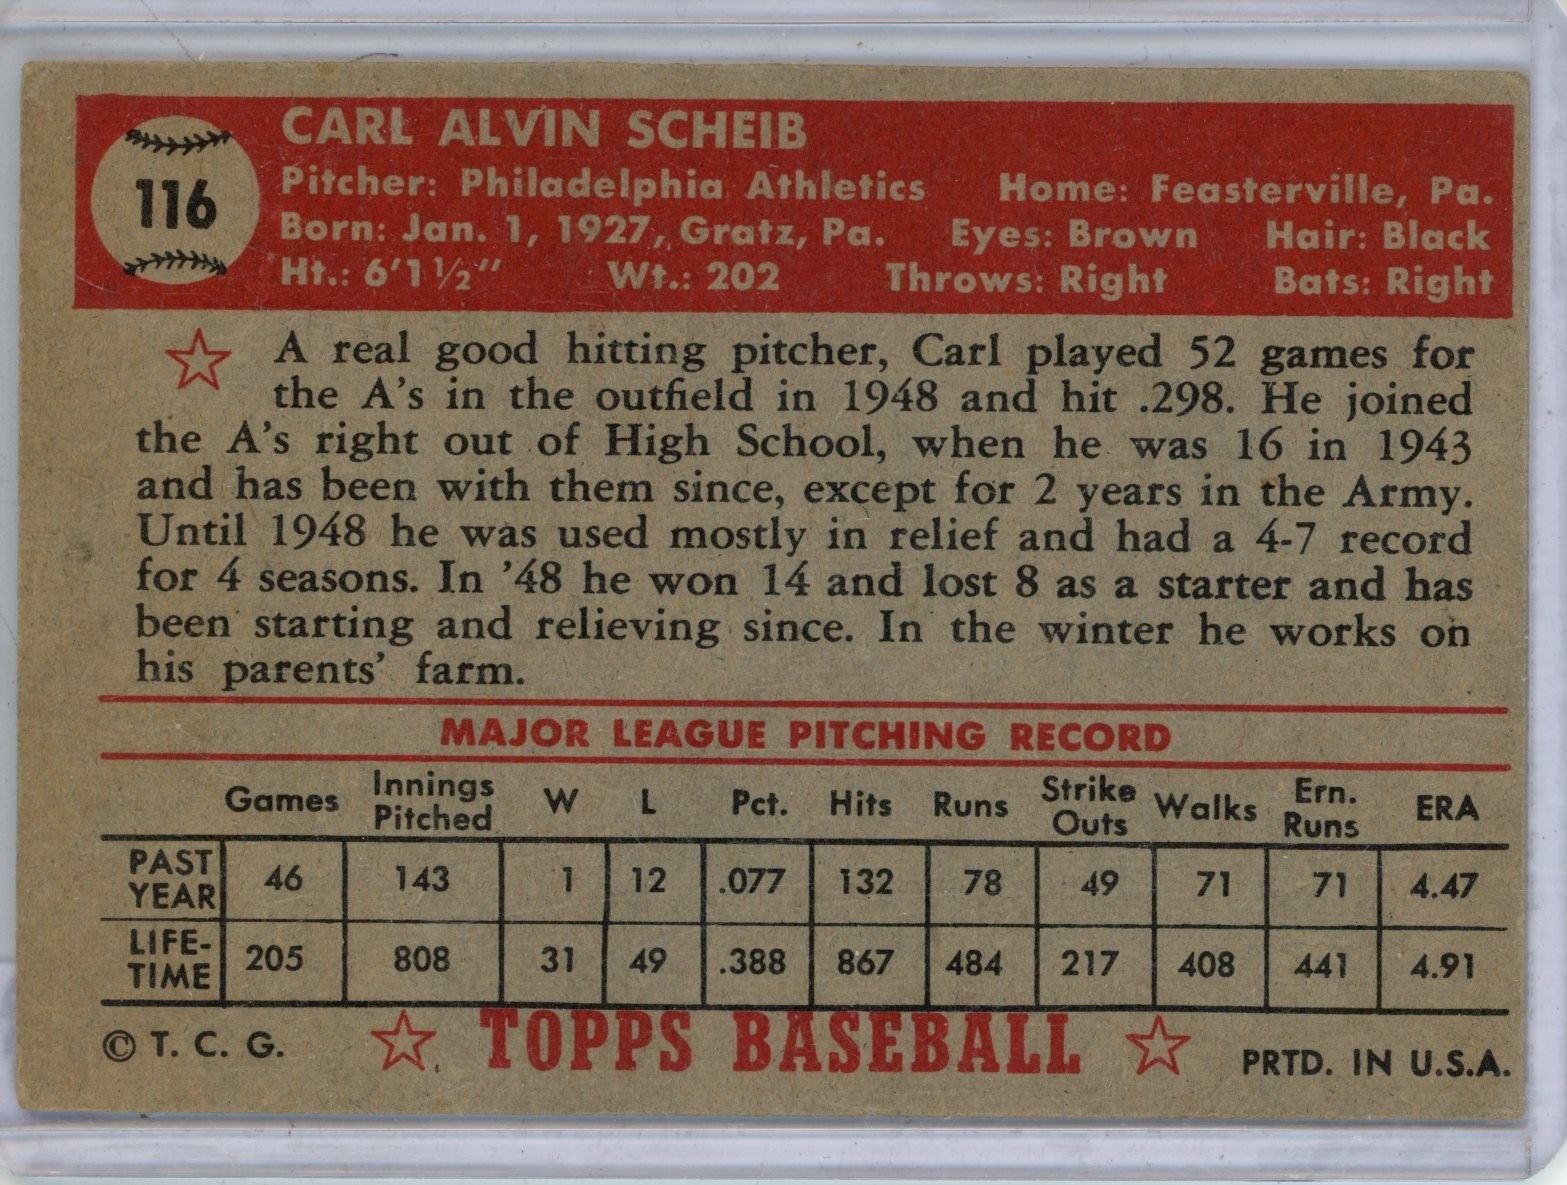 116
CARL ALVIN SCHEIB
Pitcher: Philadelphia Athletics Home: Feasterville, Pa.
Born: Jan. 1, 1927, Gratz, Pa. Eyes: Brown Hair: Black
Ht.: 6'1½" Wt.: 202 Throws: Right Bats: Right
A real good hitting pitcher, Carl played 52 games for
the A's in the outfield in 1948 and hit .298. He joined
the A's right out of High School, when he was 16 in 1943
and has been with them since, except for 2 years in the Army.
Until 1948 he was used mostly in relief and had a 4-7 record
for 4 seasons. In '48 he won 14 and lost 8 as a starter and has
been starting and relieving since. In the winter he works on
his parents' farm.
MAJOR LEAGUE PITCHING RECORD
Games Innings Pitched W L Pct. Hits Runs Strike Outs Walks Ern. Runs ERA
PAST YEAR 46 143 1 12 .077 132 78 49 71 71 4.47
LIFE-TIME 205 808 31 49 .388 867 484 217 408 441 4.91
© T. C. G. TOPPS BASEBALL PRTD. IN U.S.A.